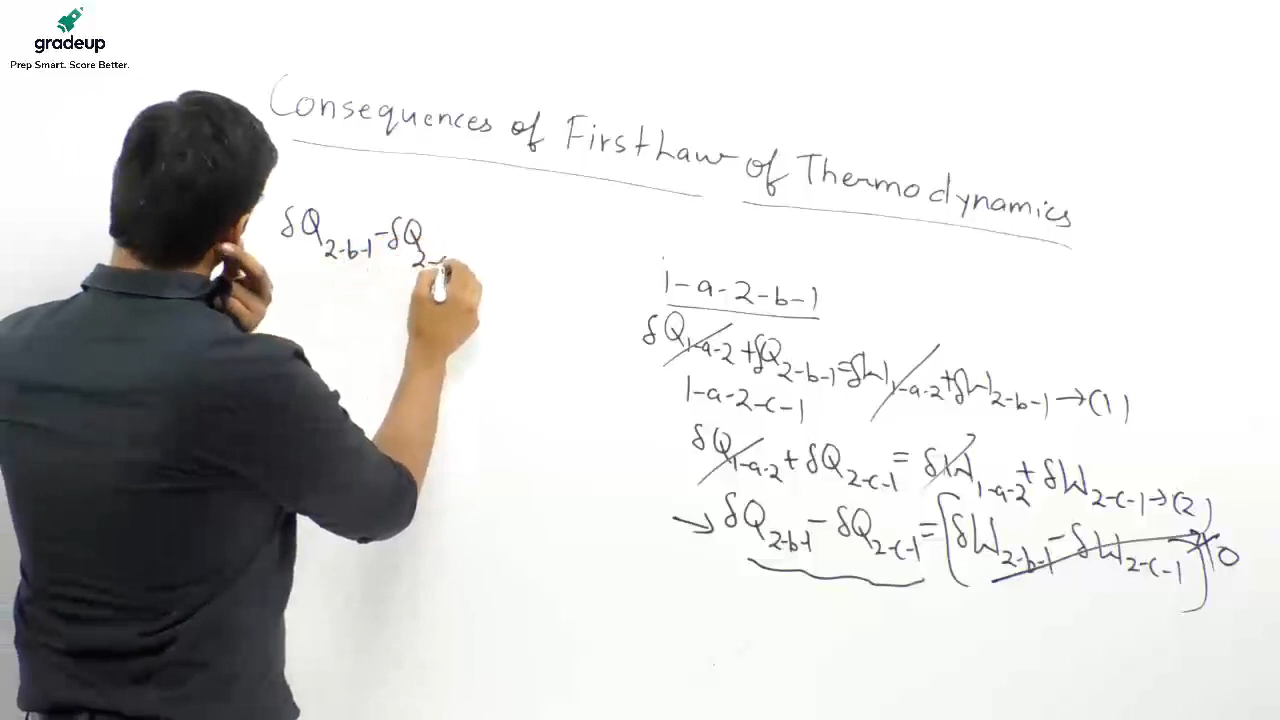 gradeup
Prep Smart. Score Better.
Consequences of First Law of Thermodynamics
δQ2-b-1 - δQ2-c
1-a-2-b-1
δQ1-a-2 + δQ2-b-1 = δW1-a-2 + δW2-b-1 → (1)
1-a-2-c-1
δQ1-a-2 + δQ2-c-1 = δW1-a-2 + δW2-c-1 → (2)
→ δQ2-b-1 - δQ2-c-1 = [δW2-b-1 - δW2-c-1] 0